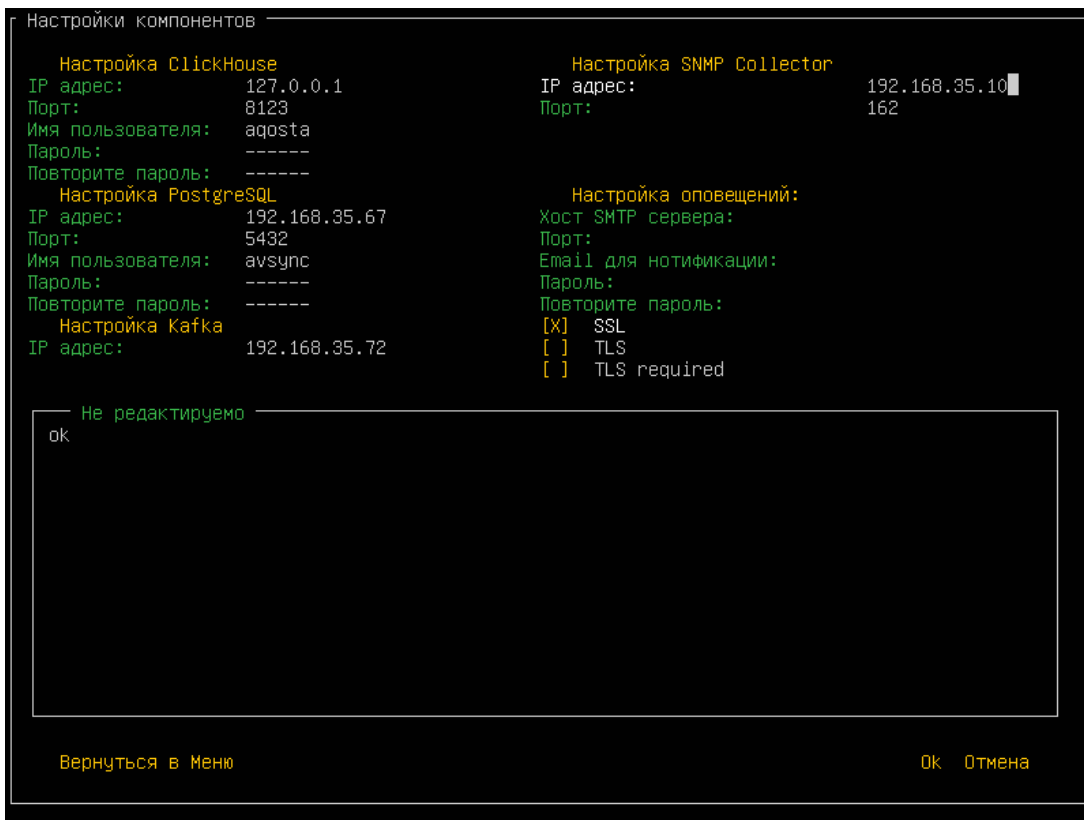 Настройки компонентов
Настройка ClickHouse
IP адрес: 127.0.0.1
Порт: 8123
Имя пользователя: aqosta
Пароль: ------
Повторите пароль: ------
Настройка PostgreSQL
IP адрес: 192.168.35.67
Порт: 5432
Имя пользователя: avsync
Пароль: ------
Повторите пароль: ------
Настройка Kafka
IP адрес: 192.168.35.72
Настройка SNMP Collector
IP адрес: 192.168.35.10
Порт: 162
Настройка оповещений:
Хост SMTP сервера:
Порт:
Email для нотификации:
Пароль:
Повторите пароль:
[X] SSL
[ ] TLS
[ ] TLS required
Не редактируемо
ok
Вернуться в Меню
Ok Отмена